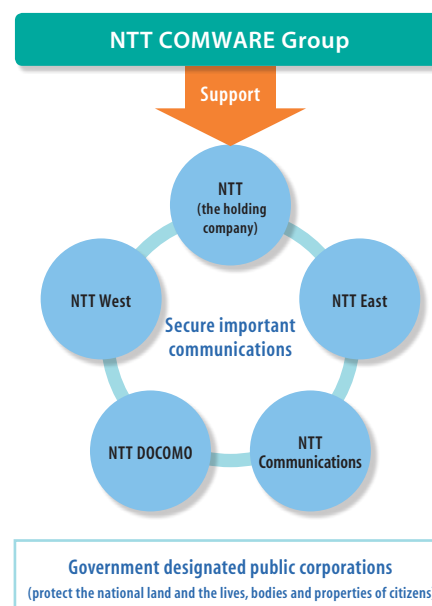 NTT COMWARE Group
Support
NTT
(the holding
company)
NTT West
NTT East
Secure important
communications
NTT DOCOMO
NTT
Communications
Government designated public corporations
(protect the national land and the lives, bodies and properties of citizens